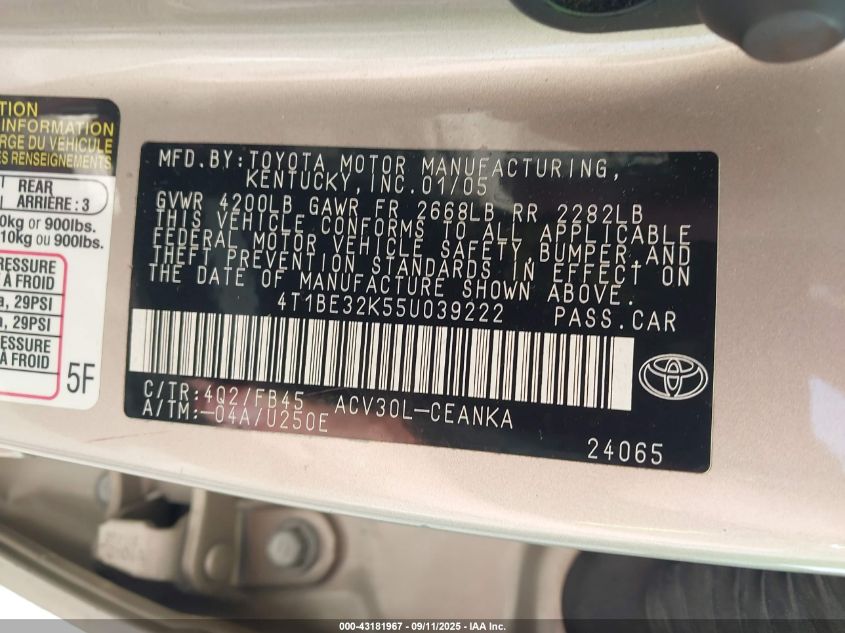 TION
INFORMATION
RGE DU VÉHICULE
ES RENSEIGNEMENTS
REAR
ARRIÈRE : 3
0kg or 900lbs.
10kg ou 900lbs.
PRESSURE
À FROID
a, 29PSI
a, 29PSI
PRESSURE
À FROID
5F
MFD.BY:TOYOTA MOTOR MANUFACTURING,
KENTUCKY,INC.01/05
GVWR 4200LB GAWR FR 2668LB RR 2282LB
THIS VEHICLE CONFORMS TO ALL APPLICABLE
FEDERAL MOTOR VEHICLE SAFETY,BUMPER,AND
THEFT PREVENTION STANDARDS IN EFFECT ON
THE DATE OF MANUFACTURE SHOWN ABOVE.
4T1BE32K55U039222 PASS.CAR
C/TR:4Q2/FB45 ACV30L-CEANKA
A/TM:-04A/U250E
24065
000-43181967 - 09/11/2025 - IAA Inc.